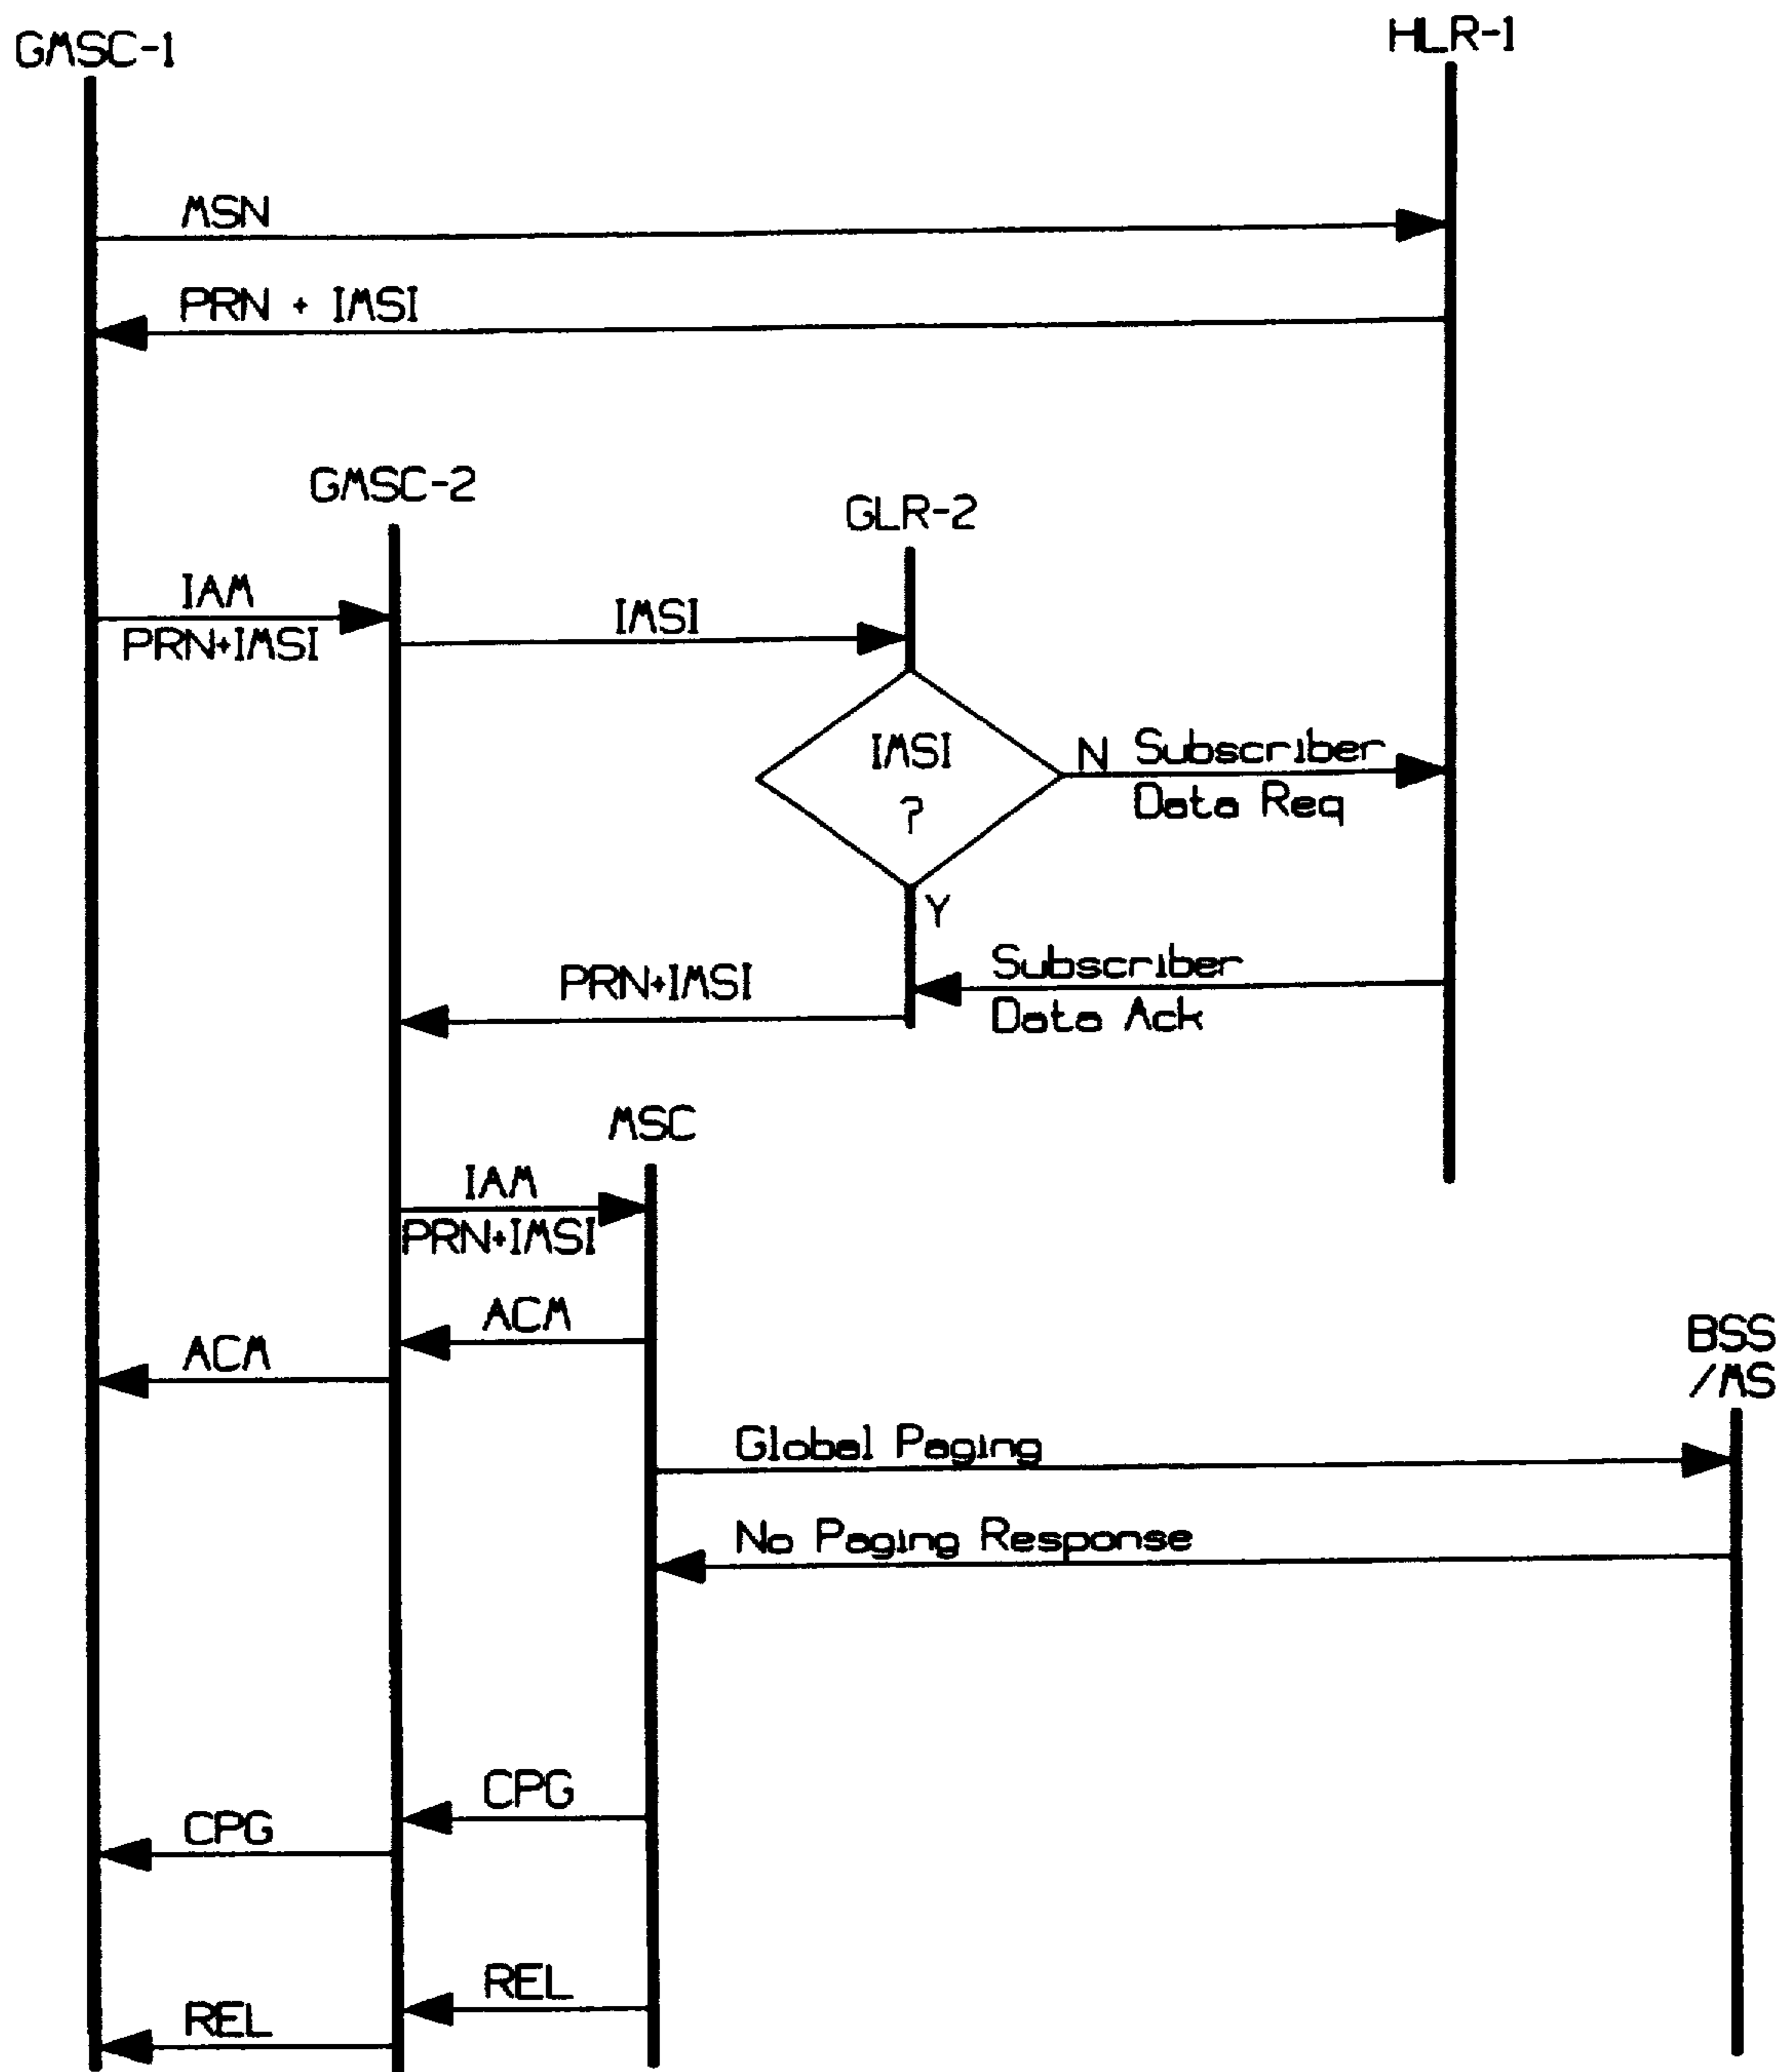 GMSC-1
HLR-1
MSN
PRN + IMSI
GMSC-2
GLR-2
IAM
PRN+IMSI
IMSI
IMSI
?
N Subscriber
Data Req
Y
PRN+IMSI
Subscriber
Data Ack
MSC
IAM
PRN+IMSI
ACM
ACM
BSS
/MS
Global Paging
No Paging Response
CPG
CPG
REL
REL